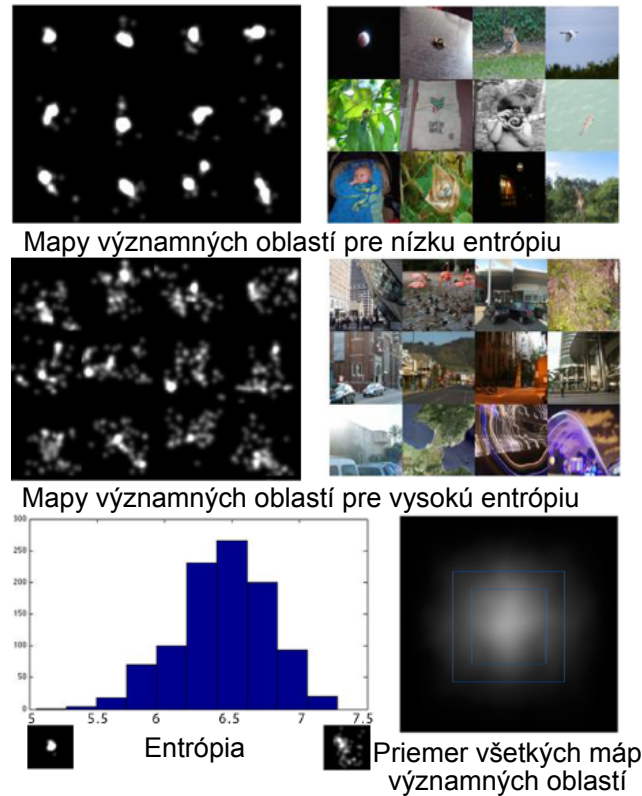 Mapy významných oblastí pre nízku entrópiu
Mapy významných oblastí pre vysokú entrópiu
300
250
200
150
100
50
0
5
5.5
6
6.5
7
7.5
Entrópia
Priemer všetkých máp
významných oblastí